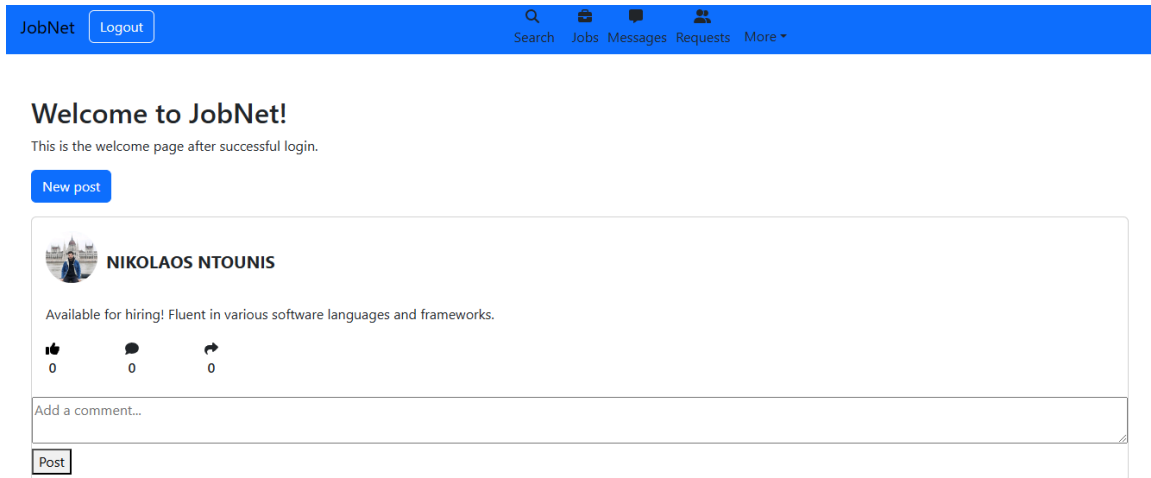 JobNet Logout
Search Jobs Messages Requests More
Welcome to JobNet!
This is the welcome page after successful login.
New post
NIKOLAOS NTOUNIS
Available for hiring! Fluent in various software languages and frameworks.
0 0 0
Add a comment...
Post